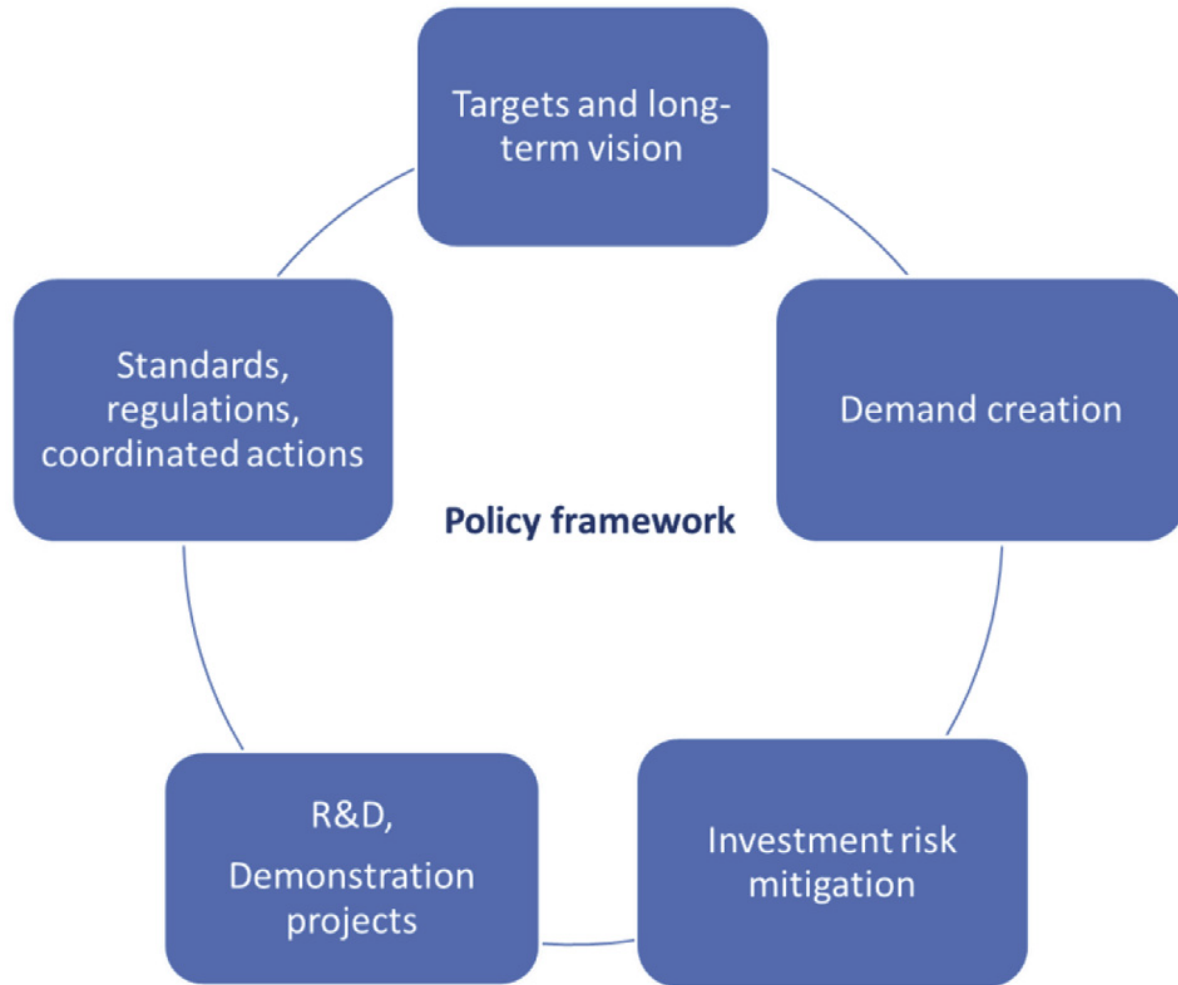 Targets and long-
term vision
Standards,
regulations,
coordinated actions
Demand creation
Policy framework
R&D,
Demonstration
projects
Investment risk
mitigation